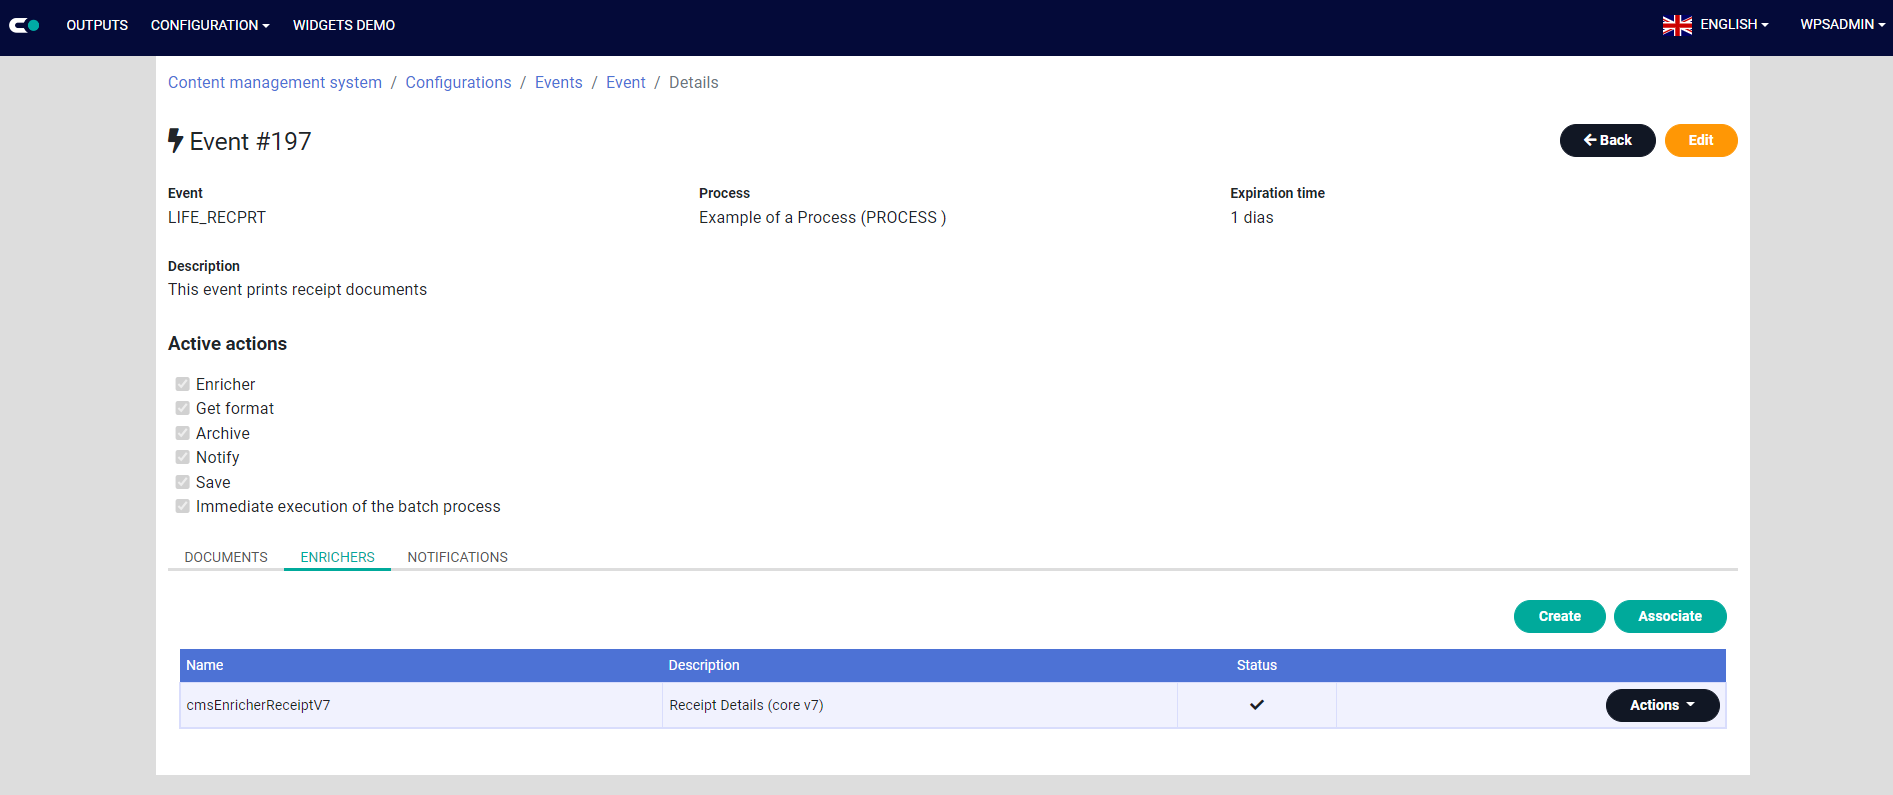 OUTPUTS CONFIGURATION WIDGETS DEMO ENGLISH WPSADMIN
Content management system / Configurations / Events / Event / Details
Event #197
Back Edit
Event Process Expiration time
LIFE_RECPRT Example of a Process (PROCESS ) 1 dias
Description
This event prints receipt documents
Active actions
Enricher
Get format
Archive
Notify
Save
Immediate execution of the batch process
DOCUMENTS ENRICHERS NOTIFICATIONS
Create Associate
Name Description Status
cmsEnricherReceiptV7 Receipt Details (core v7) Actions